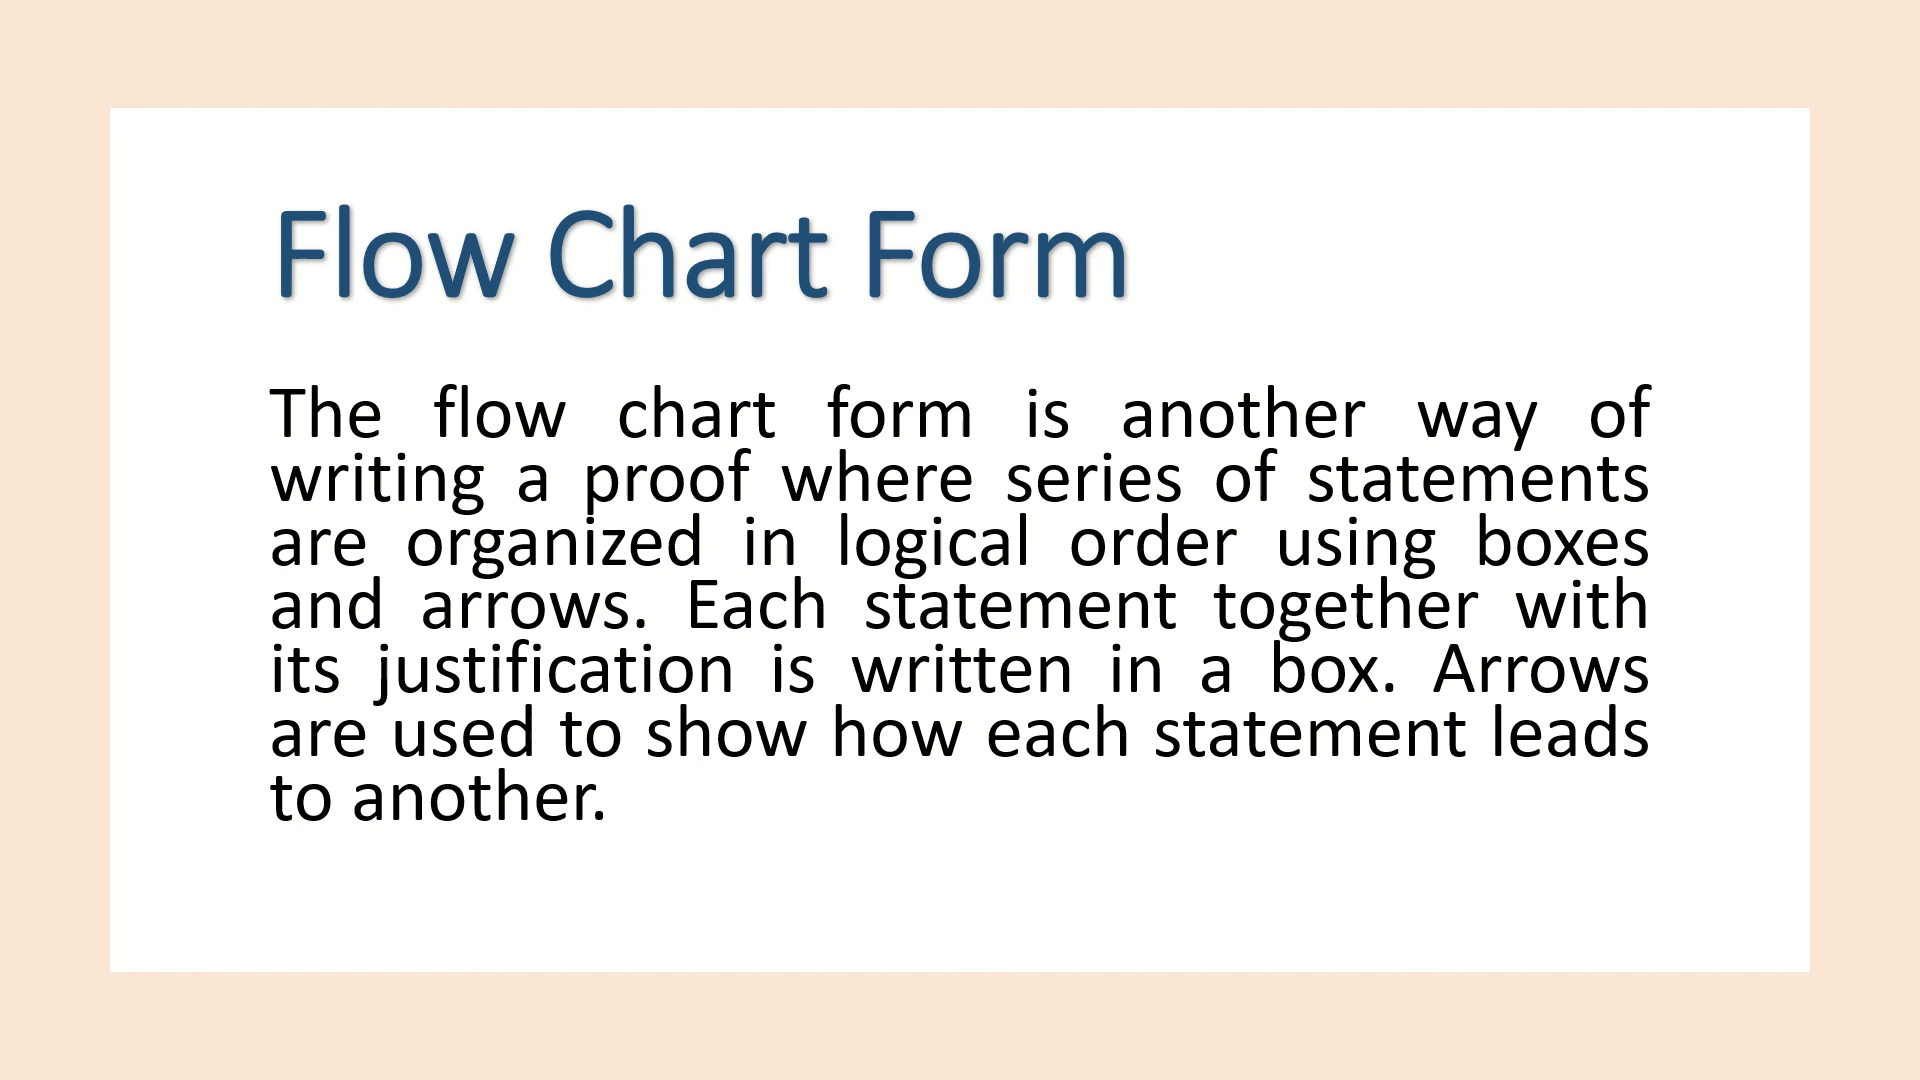 Flow Chart Form
The flow chart form is another way of
writing a proof where series of statements
are organized in logical order using boxes
and arrows. Each statement together with
its justification is written in a box. Arrows
are used to show how each statement leads
to another.